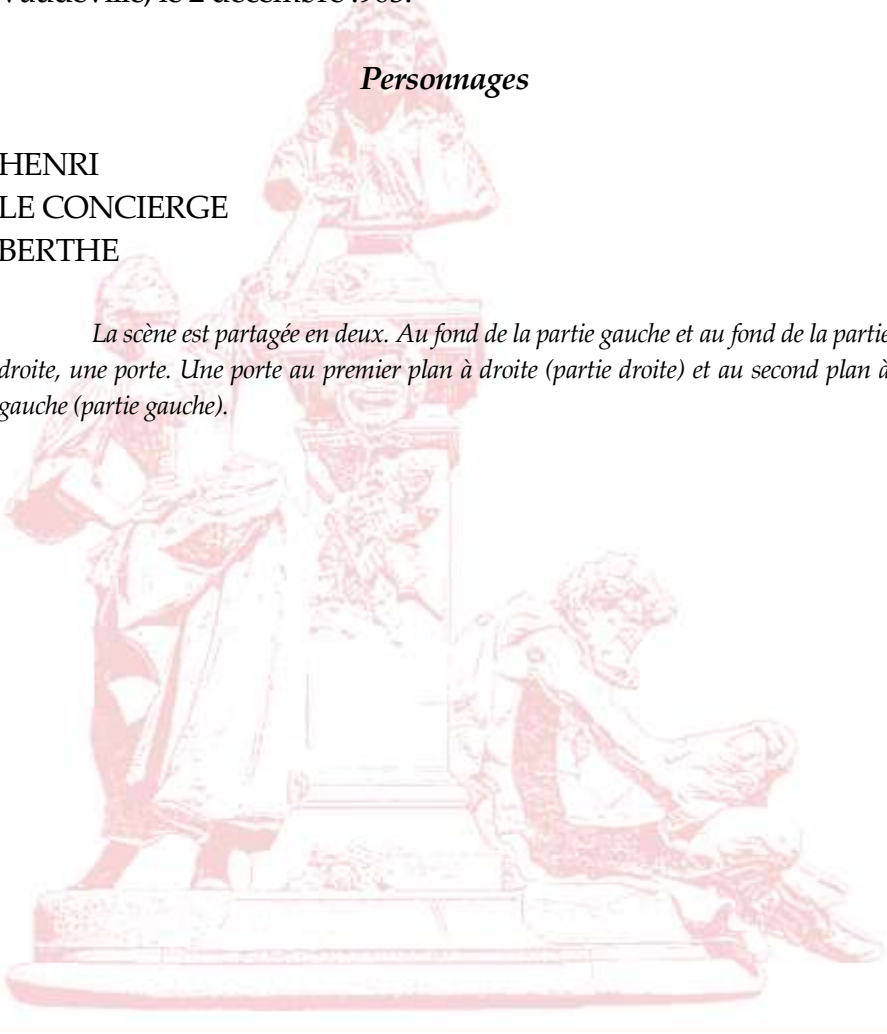 Vaudeville, le 2 décembre .905.
Personnages
HENRI
LE CONCIERGE
BERTHE
La scène est partagée en deux. Au fond de la partie gauche et au fond de la partie
droite, une porte. Une porte au premier plan à droite (partie droite) et au second plan à
gauche (partie gauche).